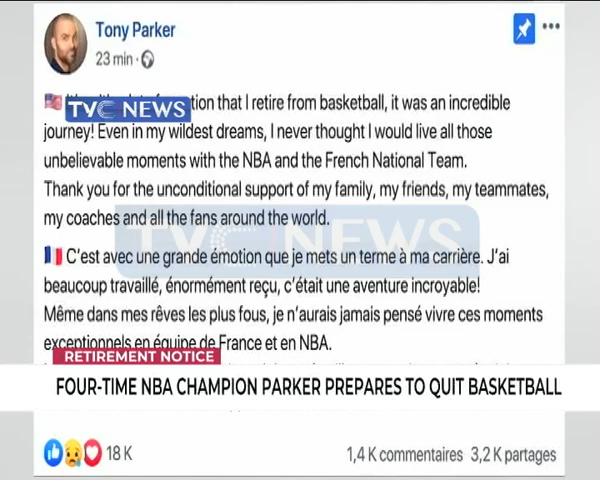 Tony Parker
23 min
TVC NEWS
tion that I retire from basketball, it was an incredible
journey! Even in my wildest dreams, I never thought I would live all those
unbelievable moments with the NBA and the French National Team.
Thank you for the unconditional support of my family, my friends, my teammates,
my coaches and all the fans around the world.
TVC NEWS
C'est avec une grande émotion que je mets un terme à ma carrière. J'ai
beaucoup travaillé, énormément reçu, c'était une aventure incroyable!
Même dans mes rêves les plus fous, je n'aurais jamais pensé vivre ces moments
exceptionnels en équipe de France et en NBA.
RETIREMENT NOTICE
FOUR-TIME NBA CHAMPION PARKER PREPARES TO QUIT BASKETBALL
18 K
1,4 K commentaires 3,2 K partages